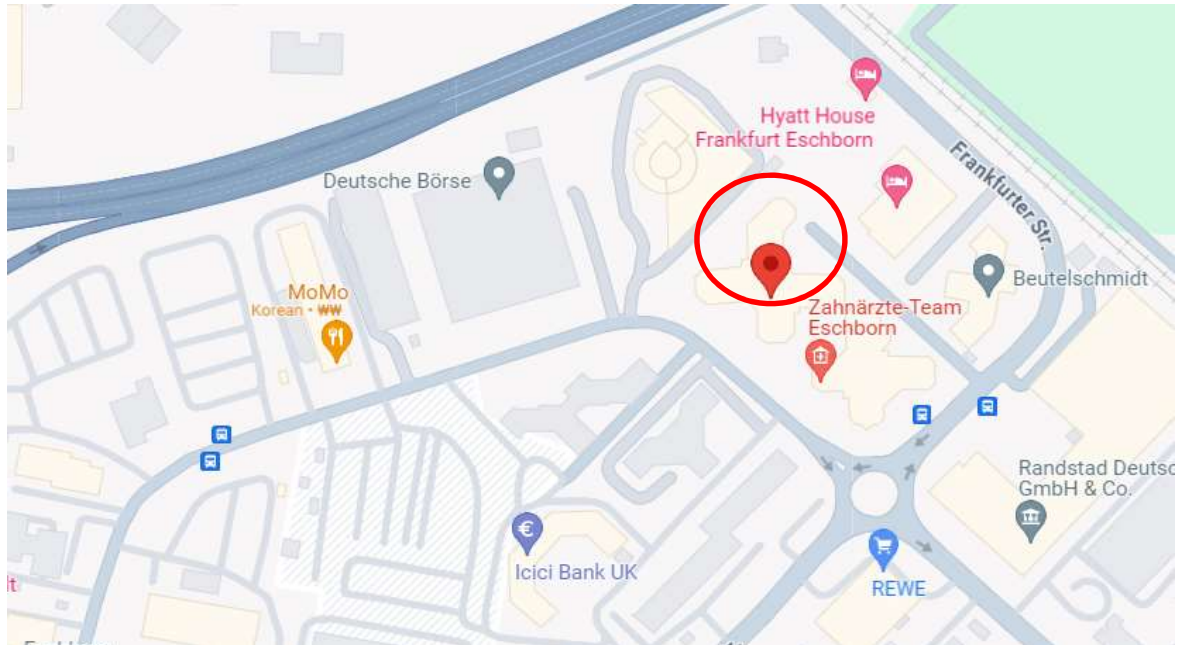 Hyatt House
Frankfurt Eschborn
Frankfurter Str.
Deutsche Börse
Beutelschmidt
MoMo
Korean • ₩₩
Zahnärzte-Team
Eschborn
Randstad Deutsc
GmbH & Co.
Icici Bank UK
REWE
lt